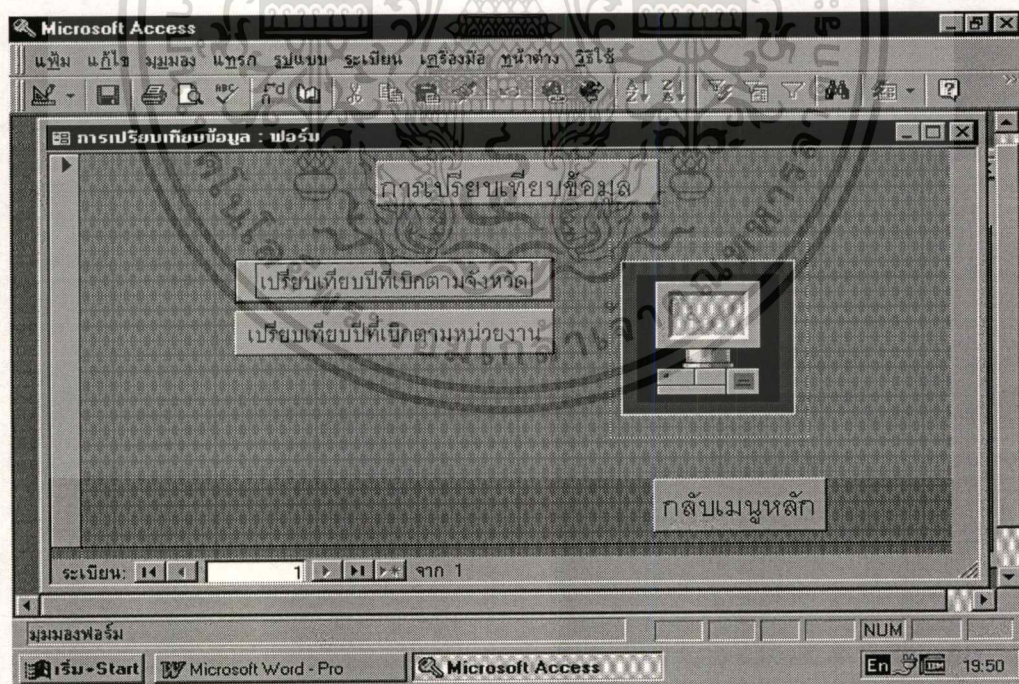 Microsoft Access
แฟ้ม แก้ไข มุมมอง แทรก รูปแบบ ระเบียน เครื่องมือ หน้าต่าง วิธีใช้
การเปรียบเทียบข้อมูล : ฟอร์ม
การเปรียบเทียบข้อมูล
เปรียบเทียบปีที่เบิกตามจังหวัด
เปรียบเทียบปีที่เบิกตามหน่วยงาน
กลับเมนูหลัก
ระเบียน: 1 จาก 1
มุมมองฟอร์ม NUM
เริ่ม-Start Microsoft Word - Pro Microsoft Access En 19:50